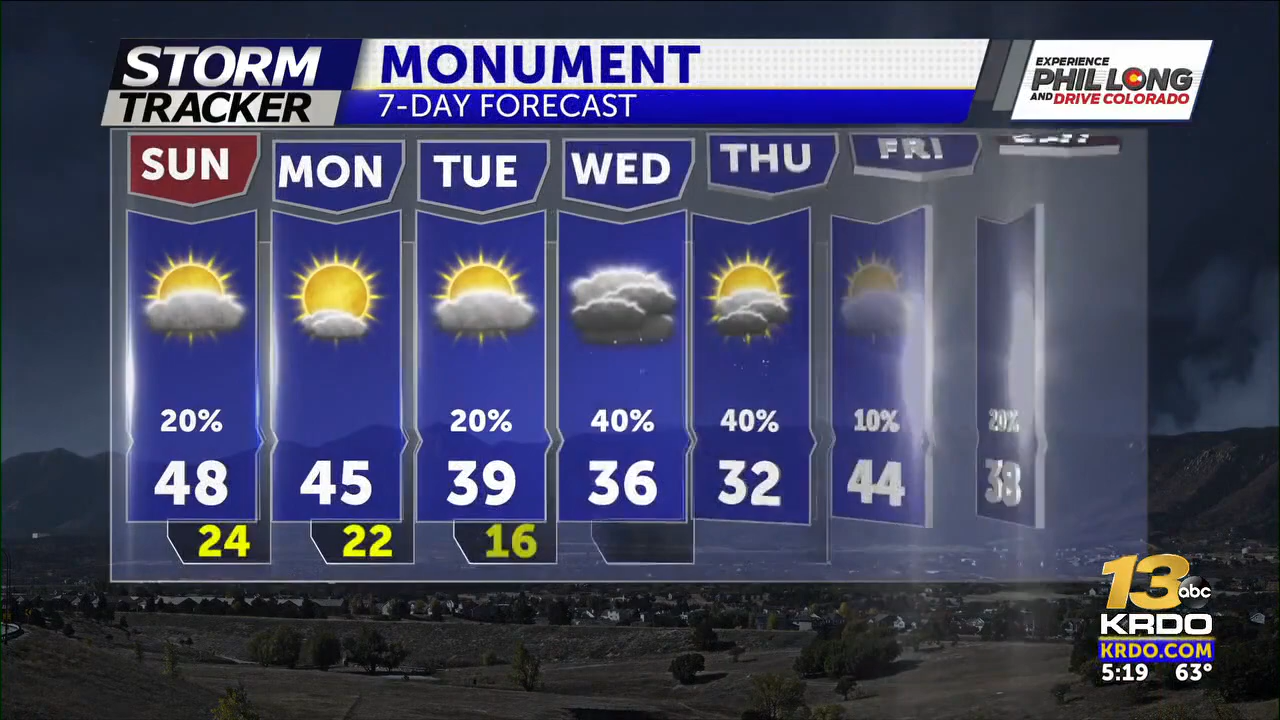 STORM
TRACKER
MONUMENT
7-DAY FORECAST
EXPERIENCE
PHIL LONG
AND DRIVE COLORADO
SUN MON TUE WED THU FRI
20% 20% 40% 40% 10% 20%
48 45 39 36 32 44 38
24 22 16
13 abc
KRDO
KRDO.COM
5:19 63°